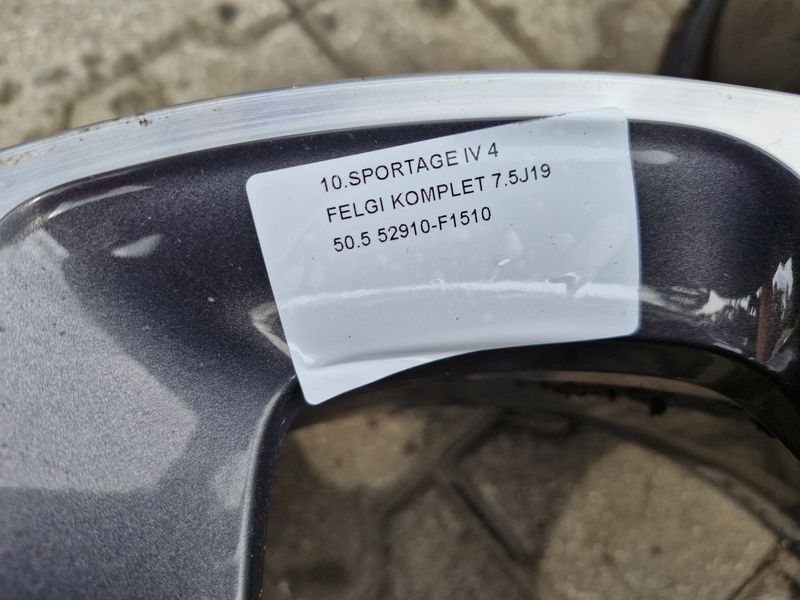 10.SPORTAGE IV 4
FELGI KOMPLET 7.5J19
50.5 52910-F1510